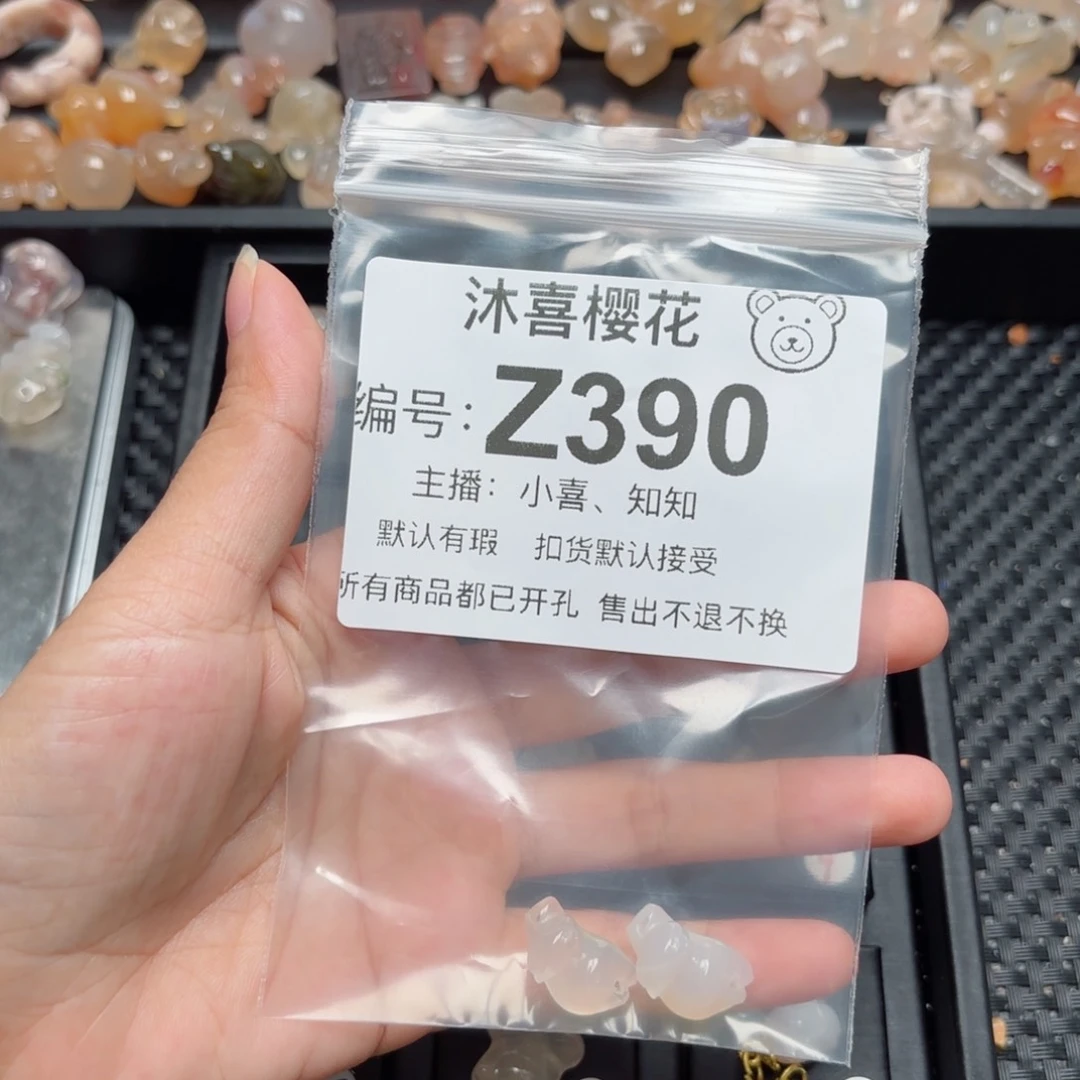 沐喜樱花
编号：Z390
主播：小喜、知知
默认有瑕 扣货默认接受
所有商品都已开孔 售出不退不换